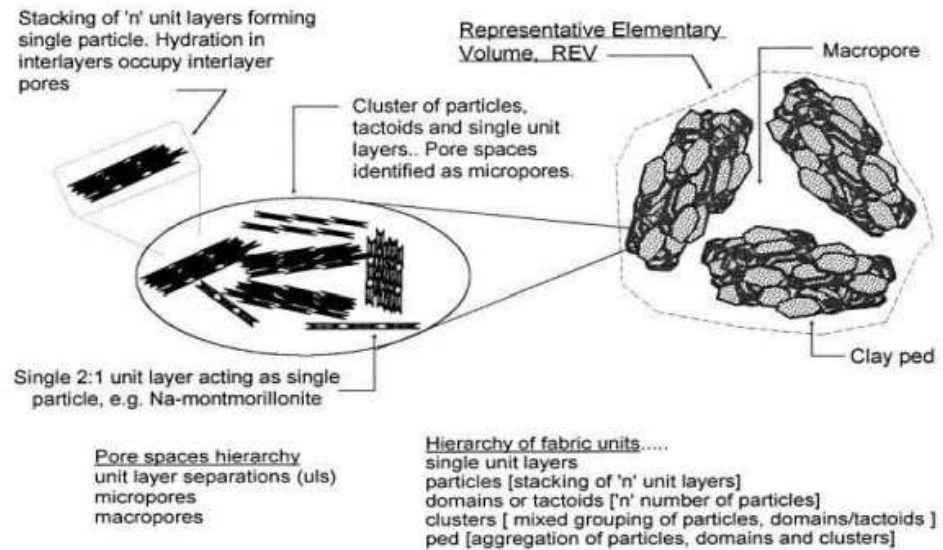 Stacking of 'n' unit layers forming
single particle. Hydration in
interlayers occupy interlayer
pores
Representative Elementary
Volume, REV
Macropore
Cluster of particles,
tactoids and single unit
layers.. Pore spaces
identified as micropores.
Clay ped
Single 2:1 unit layer acting as single
particle, e.g. Na-montmorillonite
Pore spaces hierarchy
unit layer separations (uls)
micropores
macropores
Hierarchy of fabric units.....
single unit layers
particles [stacking of 'n' unit layers]
domains or tactoids ['n' number of particles]
clusters [ mixed grouping of particles, domains/tactoids ]
ped [aggregation of particles, domains and clusters]